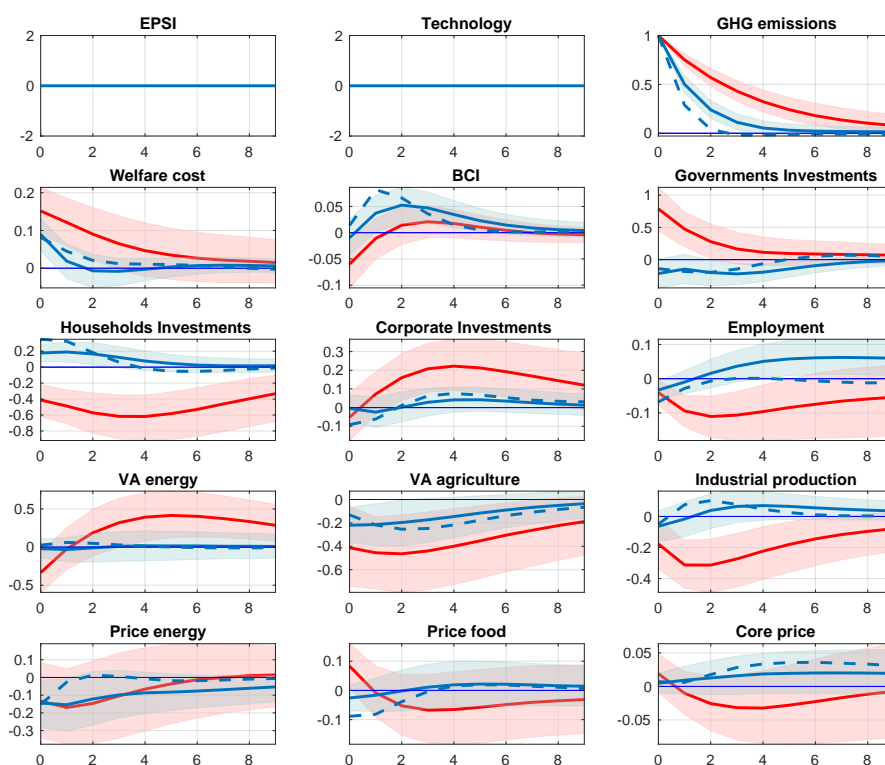 EPSI
2
0
-2
0 2 4 6 8
Technology
2
0
-2
0 2 4 6 8
GHG emissions
1
0.5
0
0 2 4 6 8
Welfare cost
0.2
0.1
0
0 2 4 6 8
BCI
0.05
0
-0.05
-0.1
0 2 4 6 8
Governments Investments
1
0.5
0
0 2 4 6 8
Households Investments
0.2
0
-0.2
-0.4
-0.6
-0.8
0 2 4 6 8
Corporate Investments
0.3
0.2
0.1
0
-0.1
0 2 4 6 8
Employment
0.1
0
-0.1
0 2 4 6 8
VA energy
0.5
0
-0.5
0 2 4 6 8
VA agriculture
0
-0.2
-0.4
-0.6
0 2 4 6 8
Industrial production
0.2
0
-0.2
-0.4
0 2 4 6 8
Price energy
0.1
0
-0.1
-0.2
-0.3
0 2 4 6 8
Price food
0.1
0
-0.1
0 2 4 6 8
Core price
0.05
0
-0.05
0 2 4 6 8